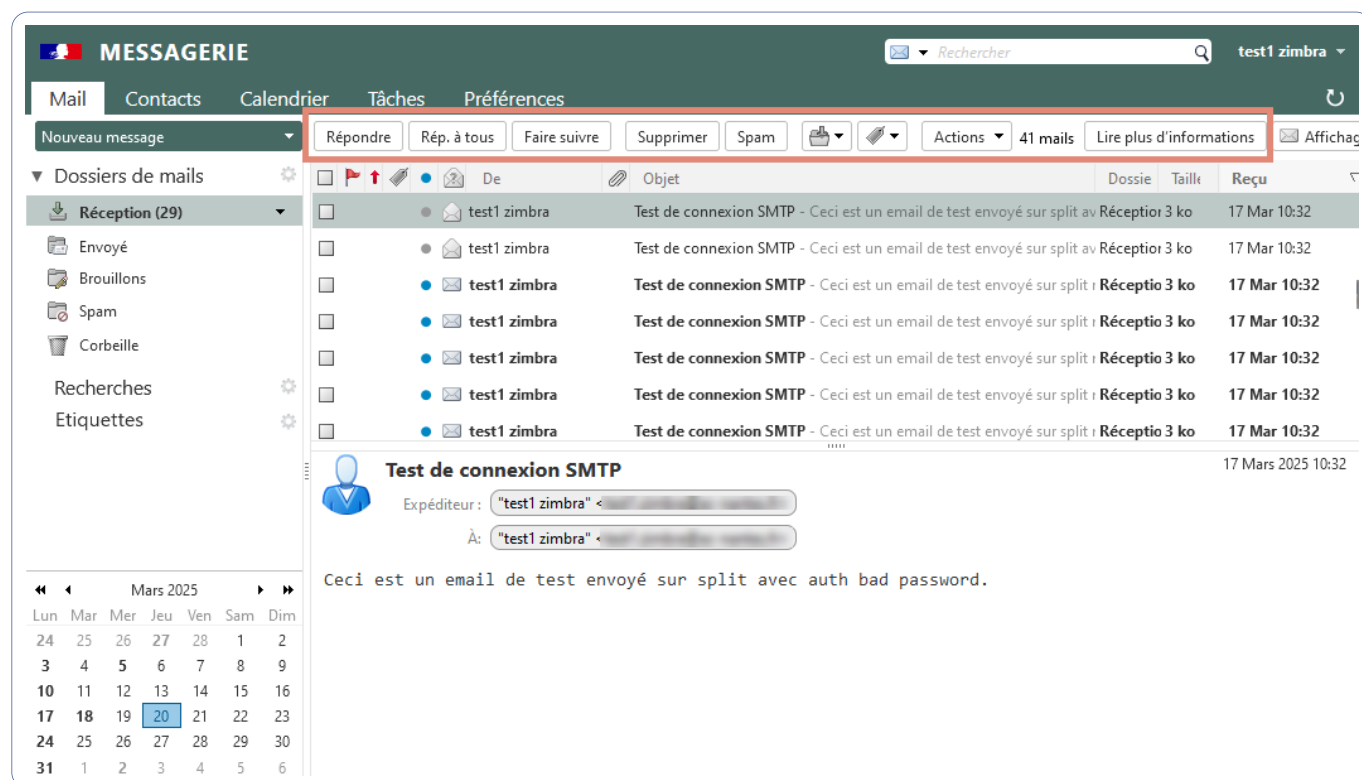 MESSAGERIE
Rechercher
test1 zimbra
Mail Contacts Calendrier Tâches Préférences
Nouveau message
Répondre Rép. à tous Faire suivre Supprimer Spam Actions 41 mails Lire plus d'informations Affichag
Dossiers de mails
De Objet Dossie Taille Reçu
Réception (29)
test1 zimbra Test de connexion SMTP - Ceci est un email de test envoyé sur split av Réception 3 ko 17 Mar 10:32
Envoyé
test1 zimbra Test de connexion SMTP - Ceci est un email de test envoyé sur split av Réception 3 ko 17 Mar 10:32
Brouillons
test1 zimbra Test de connexion SMTP - Ceci est un email de test envoyé sur split r Réceptio 3 ko 17 Mar 10:32
Spam
test1 zimbra Test de connexion SMTP - Ceci est un email de test envoyé sur split r Réceptio 3 ko 17 Mar 10:32
Corbeille
test1 zimbra Test de connexion SMTP - Ceci est un email de test envoyé sur split r Réceptio 3 ko 17 Mar 10:32
Recherches
test1 zimbra Test de connexion SMTP - Ceci est un email de test envoyé sur split r Réceptio 3 ko 17 Mar 10:32
Etiquettes
test1 zimbra Test de connexion SMTP - Ceci est un email de test envoyé sur split r Réceptio 3 ko 17 Mar 10:32
Test de connexion SMTP
17 Mars 2025 10:32
Expéditeur : "test1 zimbra" <
À: "test1 zimbra" <
Ceci est un email de test envoyé sur split avec auth bad password.
Mars 2025
Lun Mar Mer Jeu Ven Sam Dim
24 25 26 27 28 1 2
3 4 5 6 7 8 9
10 11 12 13 14 15 16
17 18 19 20 21 22 23
24 25 26 27 28 29 30
31 1 2 3 4 5 6